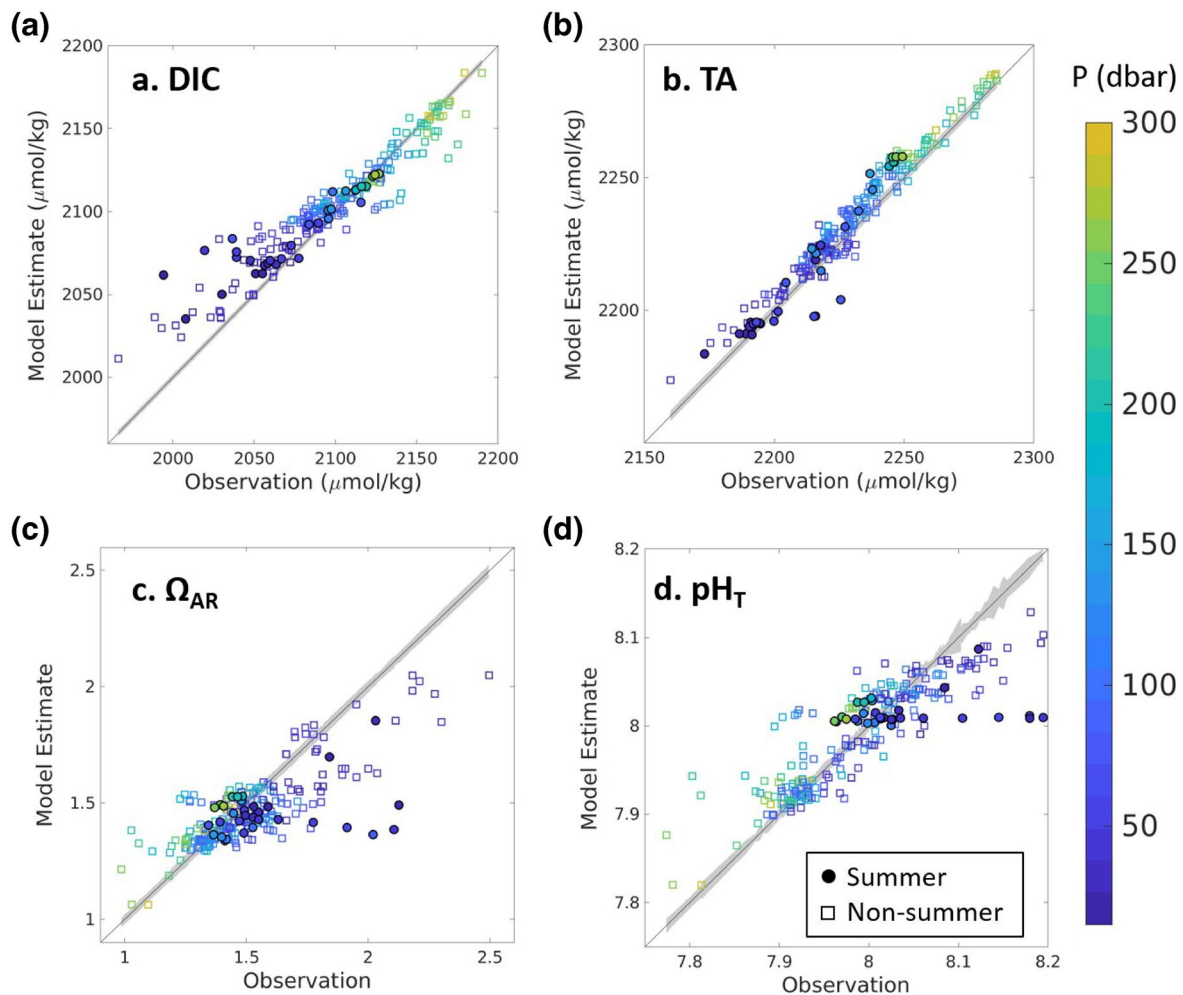 (a)
a. DIC
2200
2150
2100
2050
2000
Model Estimate (μmol/kg)
2000 2050 2100 2150 2200
Observation (μmol/kg)
(b)
b. TA
2300
2250
2200
Model Estimate (μmol/kg)
2150 2200 2250 2300
Observation (μmol/kg)
P (dbar)
300
250
200
150
100
50
(c)
c. ΩAR
2.5
2
1.5
1
Model Estimate
1 1.5 2 2.5
Observation
(d)
d. pHT
8.2
8.1
8
7.9
7.8
Model Estimate
Summer
Non-summer
7.8 7.9 8 8.1 8.2
Observation